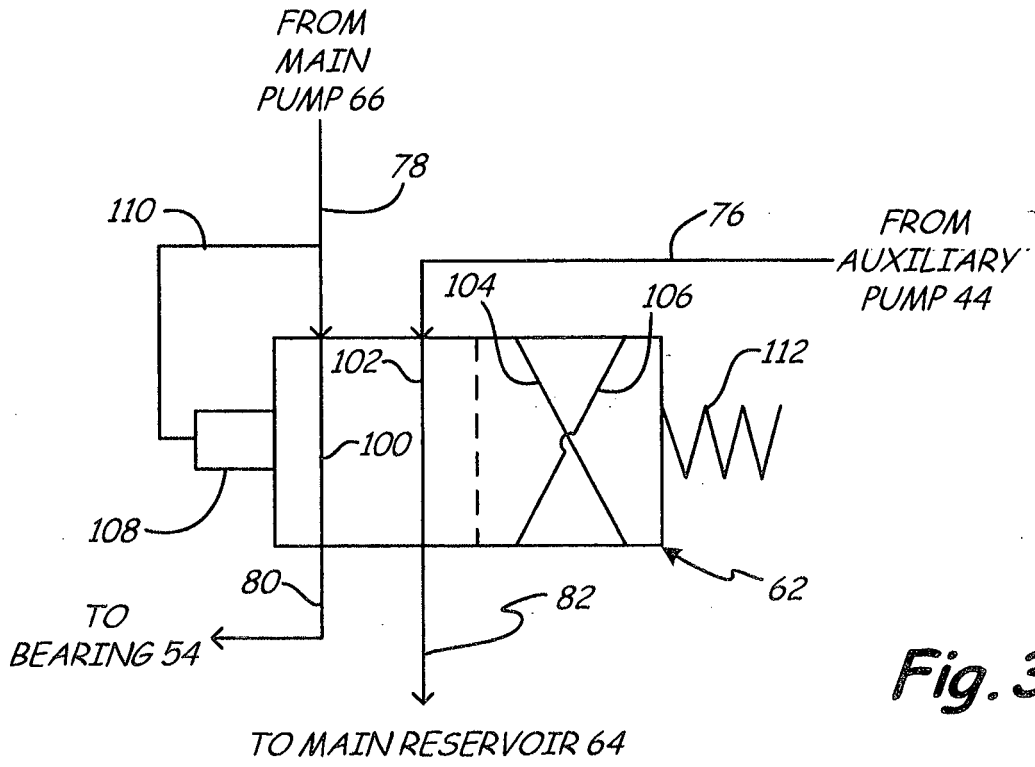 FROM
MAIN
PUMP 66
78
110
76
FROM
AUXILIARY
PUMP 44
104
106
102
112
100
108
80
82
62
TO
BEARING 54
Fig. 3
TO MAIN RESERVOIR 64